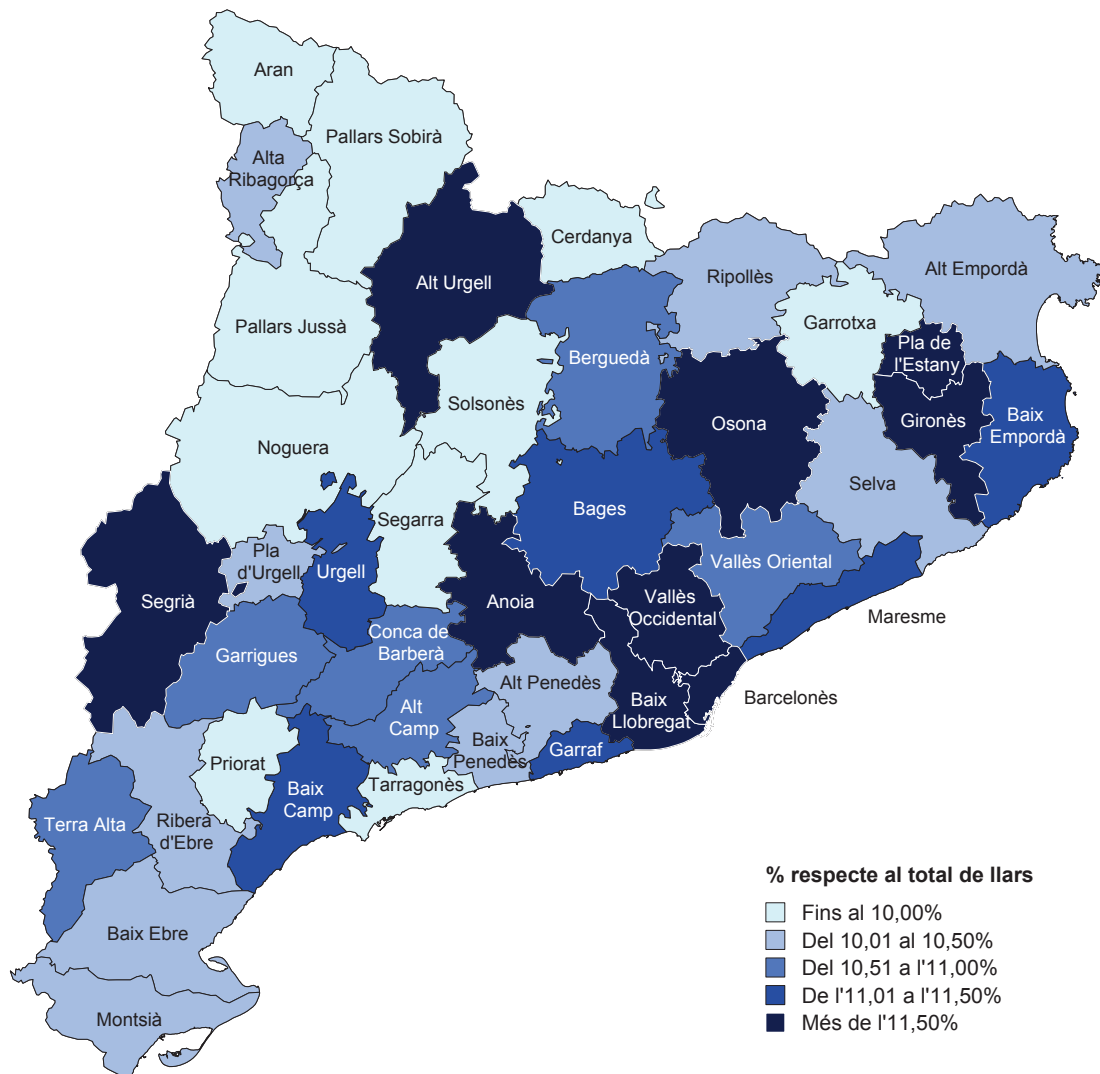 Aran
Pallars Sobirà
Alta
Ribagorça
Cerdanya
Alt Urgell
Ripollès
Alt Empordà
Pallars Jussà
Garrotxa
Berguedà
Pla de
l'Estany
Solsonès
Gironès
Baix
Empordà
Osona
Noguera
Selva
Bages
Segarra
Pla
d'Urgell
Urgell
Vallès Oriental
Segrià
Anoia
Vallès
Occidental
Maresme
Conca de
Barberà
Garrigues
Alt Penedès
Barcelonès
Alt
Camp
Baix
Llobregat
Baix
Penedès
Garraf
Priorat
Tarragonès
Baix
Camp
Terra Alta
Ribera
d'Ebre
Baix Ebre
Montsià
% respecte al total de llars
Fins al 10,00%
Del 10,01 al 10,50%
Del 10,51 a l'11,00%
De l'11,01 a l'11,50%
Més de l'11,50%